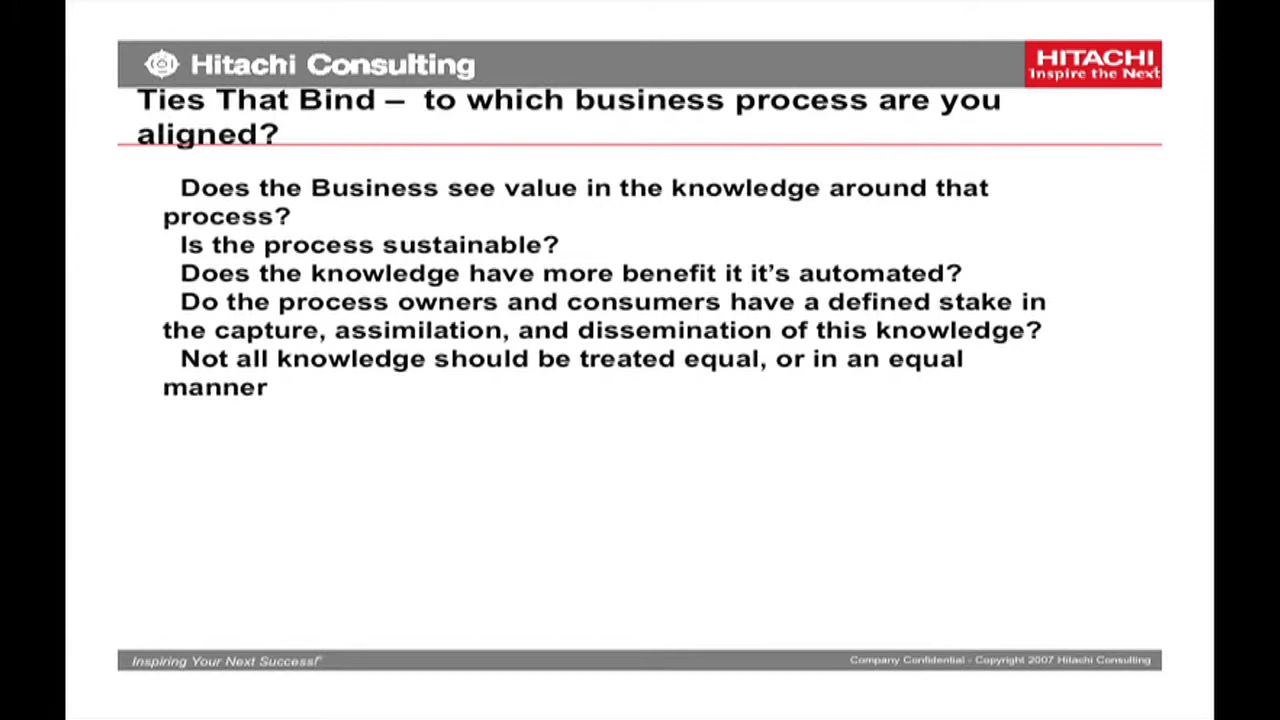 Hitachi Consulting
HITACHI
Inspire the Next
Ties That Bind – to which business process are you
aligned?
Does the Business see value in the knowledge around that
process?
Is the process sustainable?
Does the knowledge have more benefit it it's automated?
Do the process owners and consumers have a defined stake in
the capture, assimilation, and dissemination of this knowledge?
Not all knowledge should be treated equal, or in an equal
manner
Inspiring Your Next Success!
Company Confidential - Copyright 2007 Hitachi Consulting